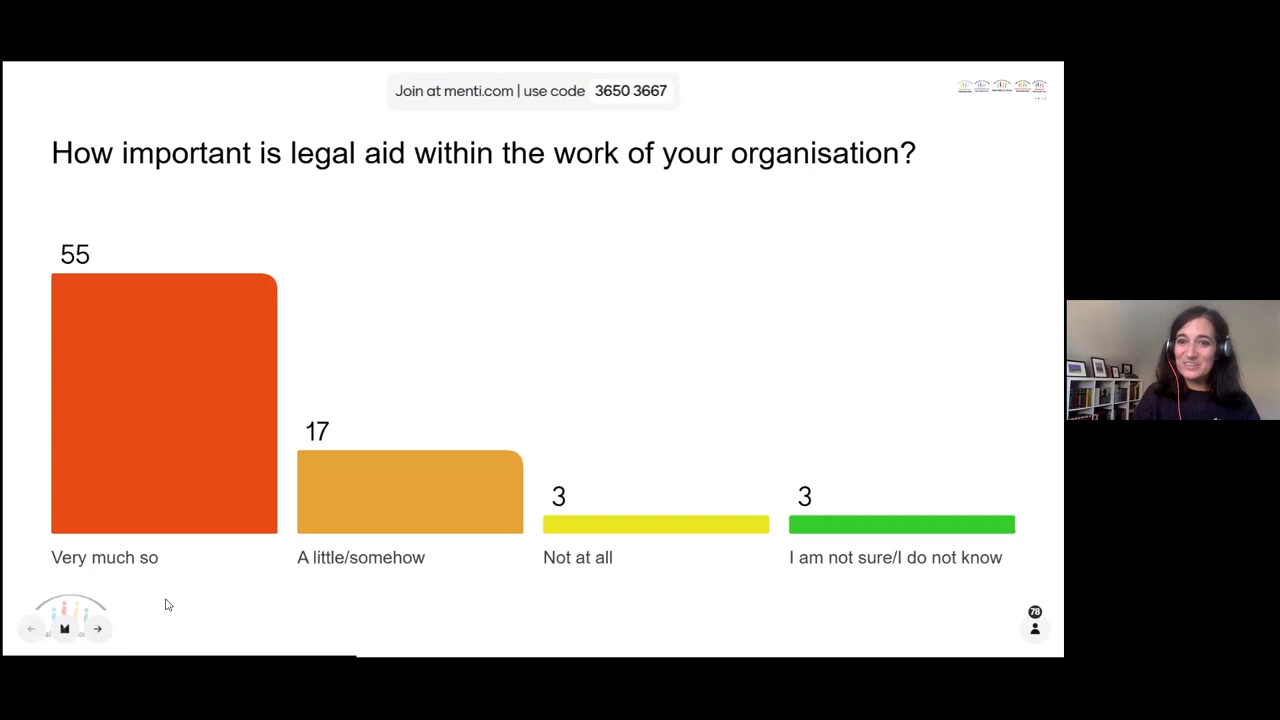 Join at menti.com | use code 3650 3667
How important is legal aid within the work of your organisation?
55
17
3
3
Very much so
A little/somehow
Not at all
I am not sure/I do not know
78